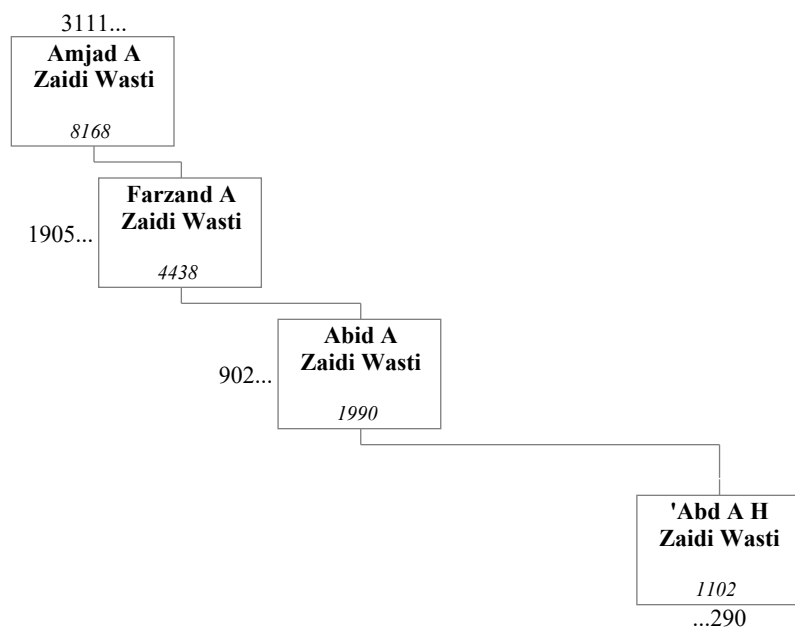 3111...
Amjad A
Zaidi Wasti
8168
Farzand A
Zaidi Wasti
1905...
4438
Abid A
Zaidi Wasti
902...
1990
'Abd A H
Zaidi Wasti
1102
...290